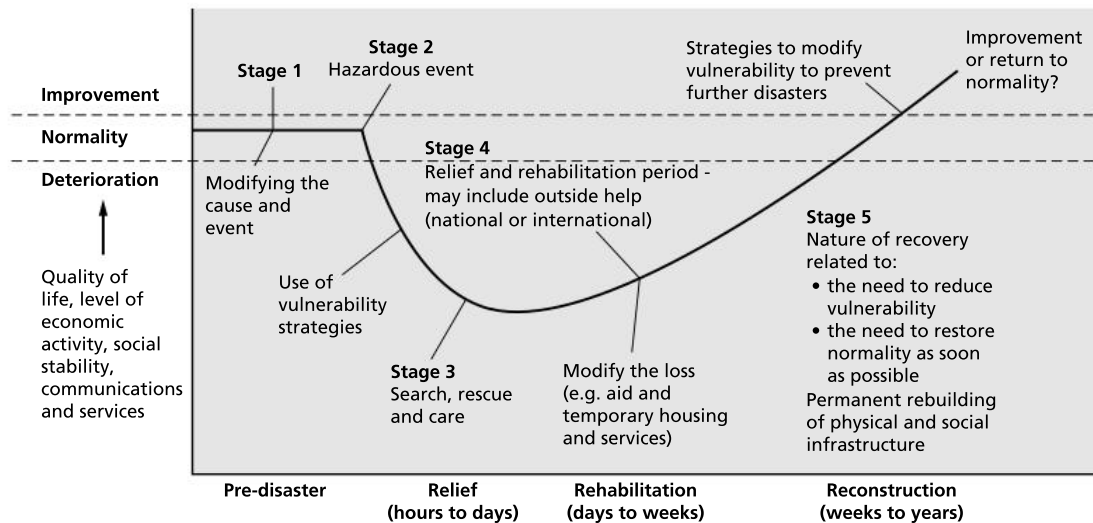 Improvement
Normality
Deterioration
Quality of
life, level of
economic
activity, social
stability,
communications
and services
Stage 1
Modifying the
cause and
event
Stage 2
Hazardous event
Use of
vulnerability
strategies
Stage 3
Search, rescue
and care
Stage 4
Relief and rehabilitation period -
may include outside help
(national or international)
Modify the loss
(e.g. aid and
temporary housing
and services)
Strategies to modify
vulnerability to prevent
further disasters
Improvement
or return to
normality?
Stage 5
Nature of recovery
related to:
• the need to reduce
vulnerability
• the need to restore
normality as soon
as possible
Permanent rebuilding
of physical and social
infrastructure
Pre-disaster
Relief
(hours to days)
Rehabilitation
(days to weeks)
Reconstruction
(weeks to years)